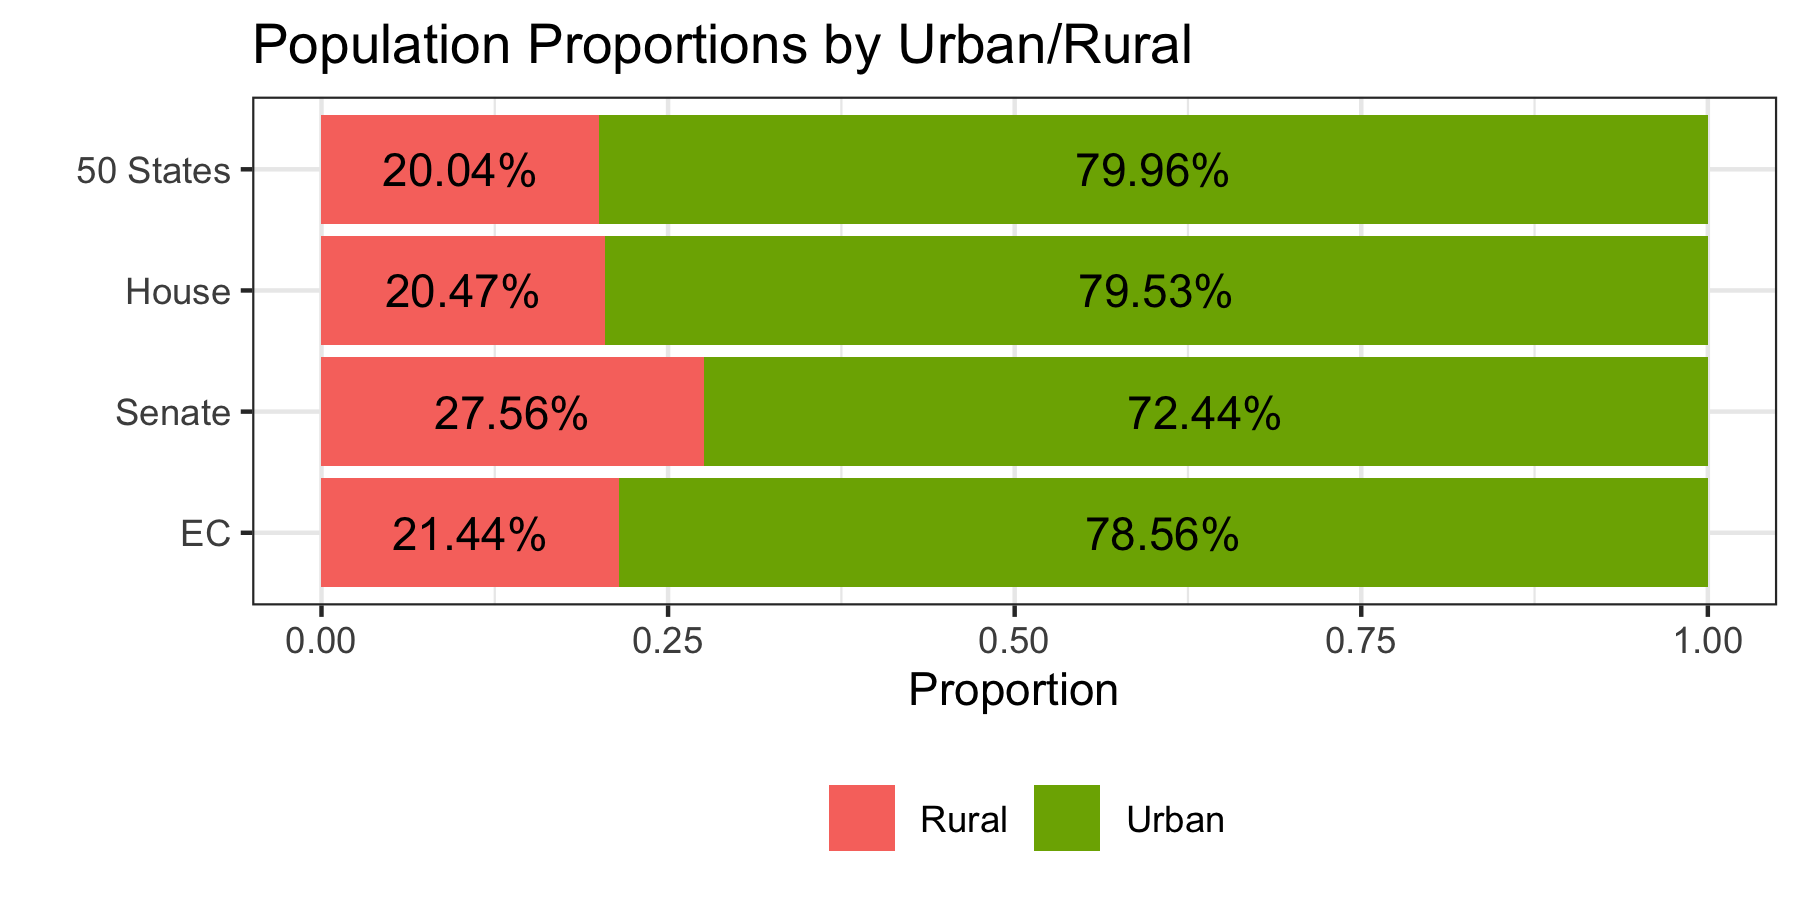 Population Proportions by Urban/Rural
50 States 20.04% 79.96%
House 20.47% 79.53%
Senate 27.56% 72.44%
EC 21.44% 78.56%
0.00 0.25 0.50 0.75 1.00
Proportion
Rural Urban